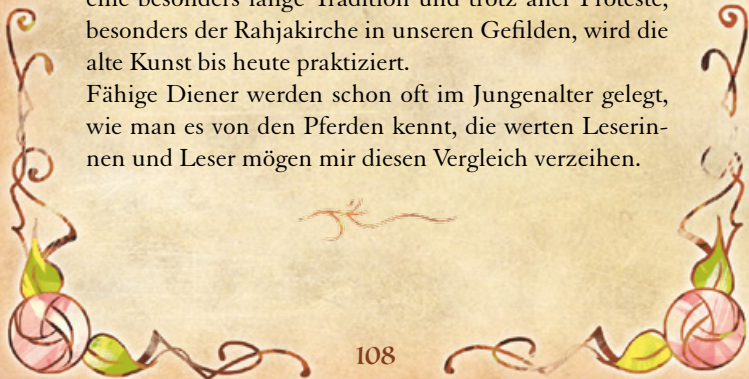 eine besonders lange Tradition und trotz aller Proteste,
besonders der Rahjakirche in unseren Gefilden, wird die
alte Kunst bis heute praktiziert.
Fähige Diener werden schon oft im Jungenalter gelegt,
wie man es von den Pferden kennt, die werten Leserin-
nen und Leser mögen mir diesen Vergleich verzeihen.
108